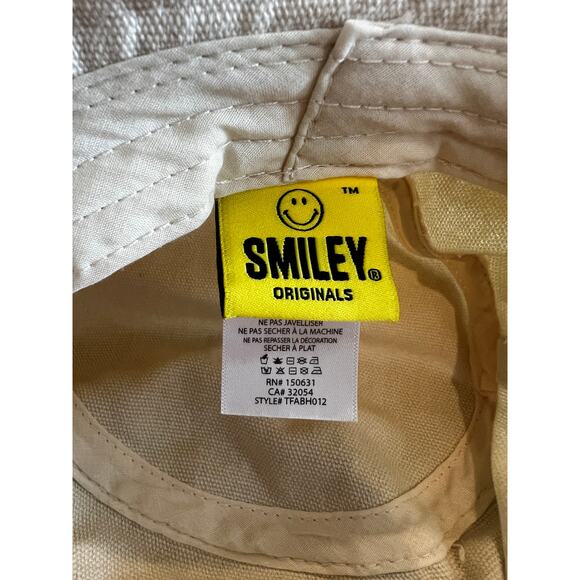 TM
SMILEY®
ORIGINALS
NE PAS JAVELLISER
NE PAS SECHER À LA MACHINE
NE PAS REPASSER LA DÉCORATION
SECHER À PLAT
RN# 150631
CA# 32054
STYLE# TFABH012